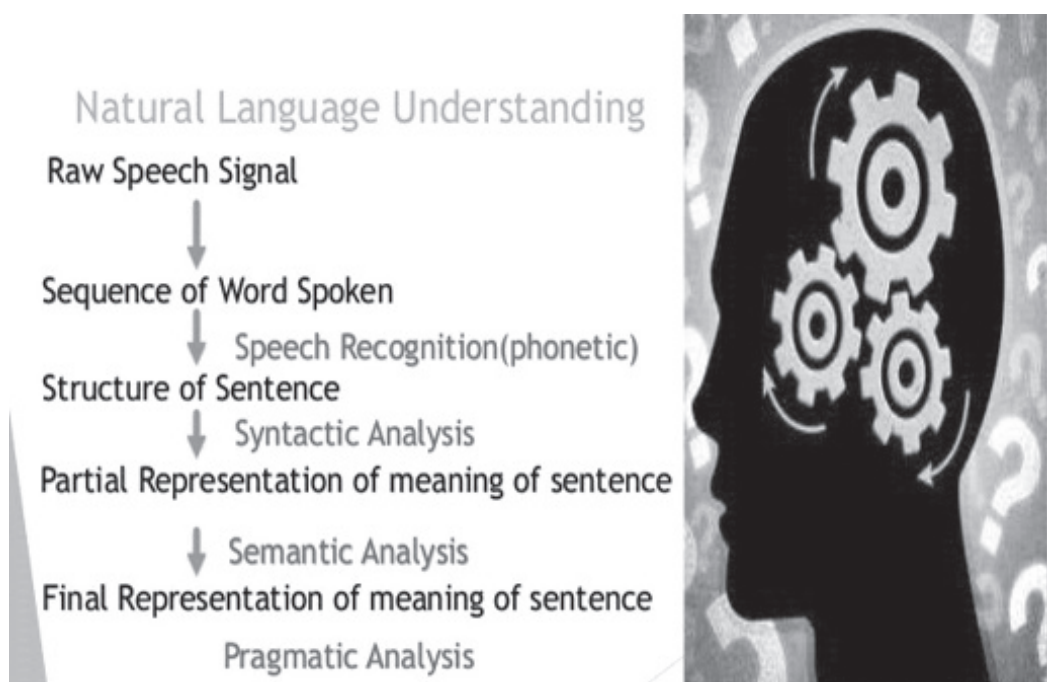 Natural Language Understanding
Raw Speech Signal
Sequence of Word Spoken
Speech Recognition(phonetic)
Structure of Sentence
Syntactic Analysis
Partial Representation of meaning of sentence
Semantic Analysis
Final Representation of meaning of sentence
Pragmatic Analysis